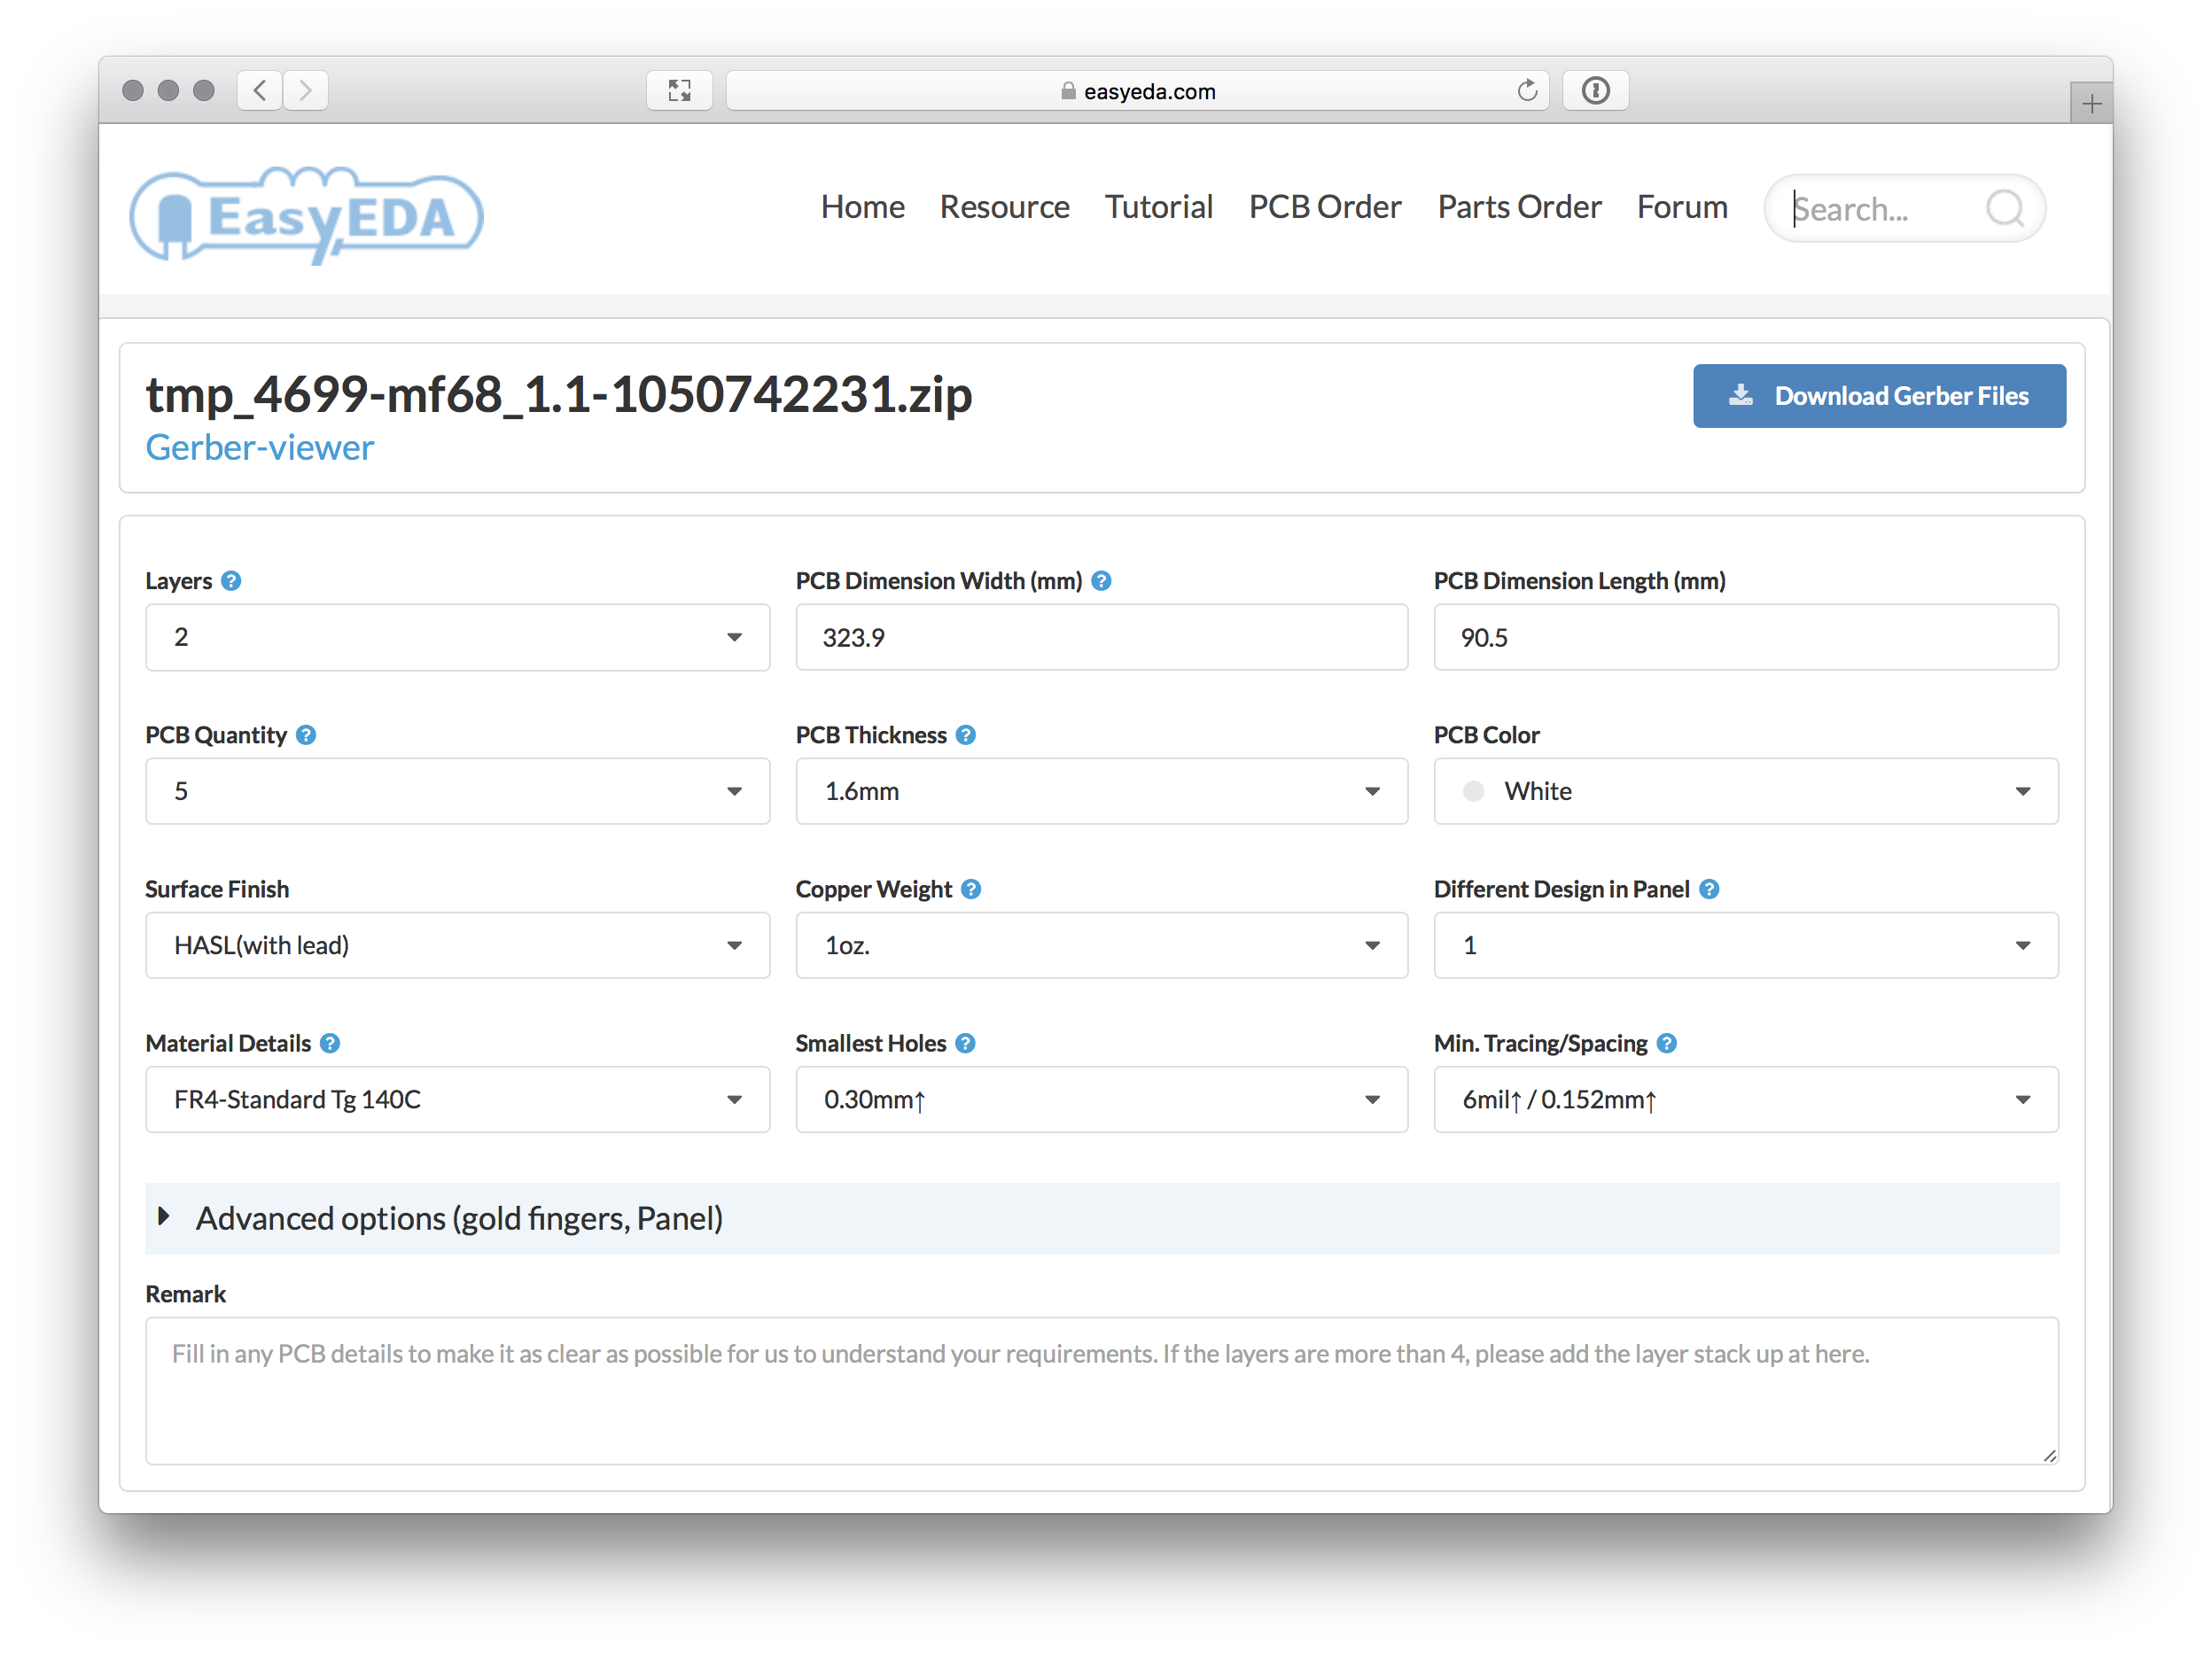 easyeda.com
EasyEDA
Home Resource Tutorial PCB Order Parts Order Forum Search...
tmp_4699-mf68_1.1-1050742231.zip
Download Gerber Files
Gerber-viewer
Layers ? PCB Dimension Width (mm) ? PCB Dimension Length (mm)
2 323.9 90.5
PCB Quantity ? PCB Thickness ? PCB Color
5 1.6mm White
Surface Finish Copper Weight ? Different Design in Panel ?
HASL(with lead) 1oz. 1
Material Details ? Smallest Holes ? Min. Tracing/Spacing ?
FR4-Standard Tg 140C 0.30mm↑ 6mil↑ / 0.152mm↑
Advanced options (gold fingers, Panel)
Remark
Fill in any PCB details to make it as clear as possible for us to understand your requirements. If the layers are more than 4, please add the layer stack up at here.